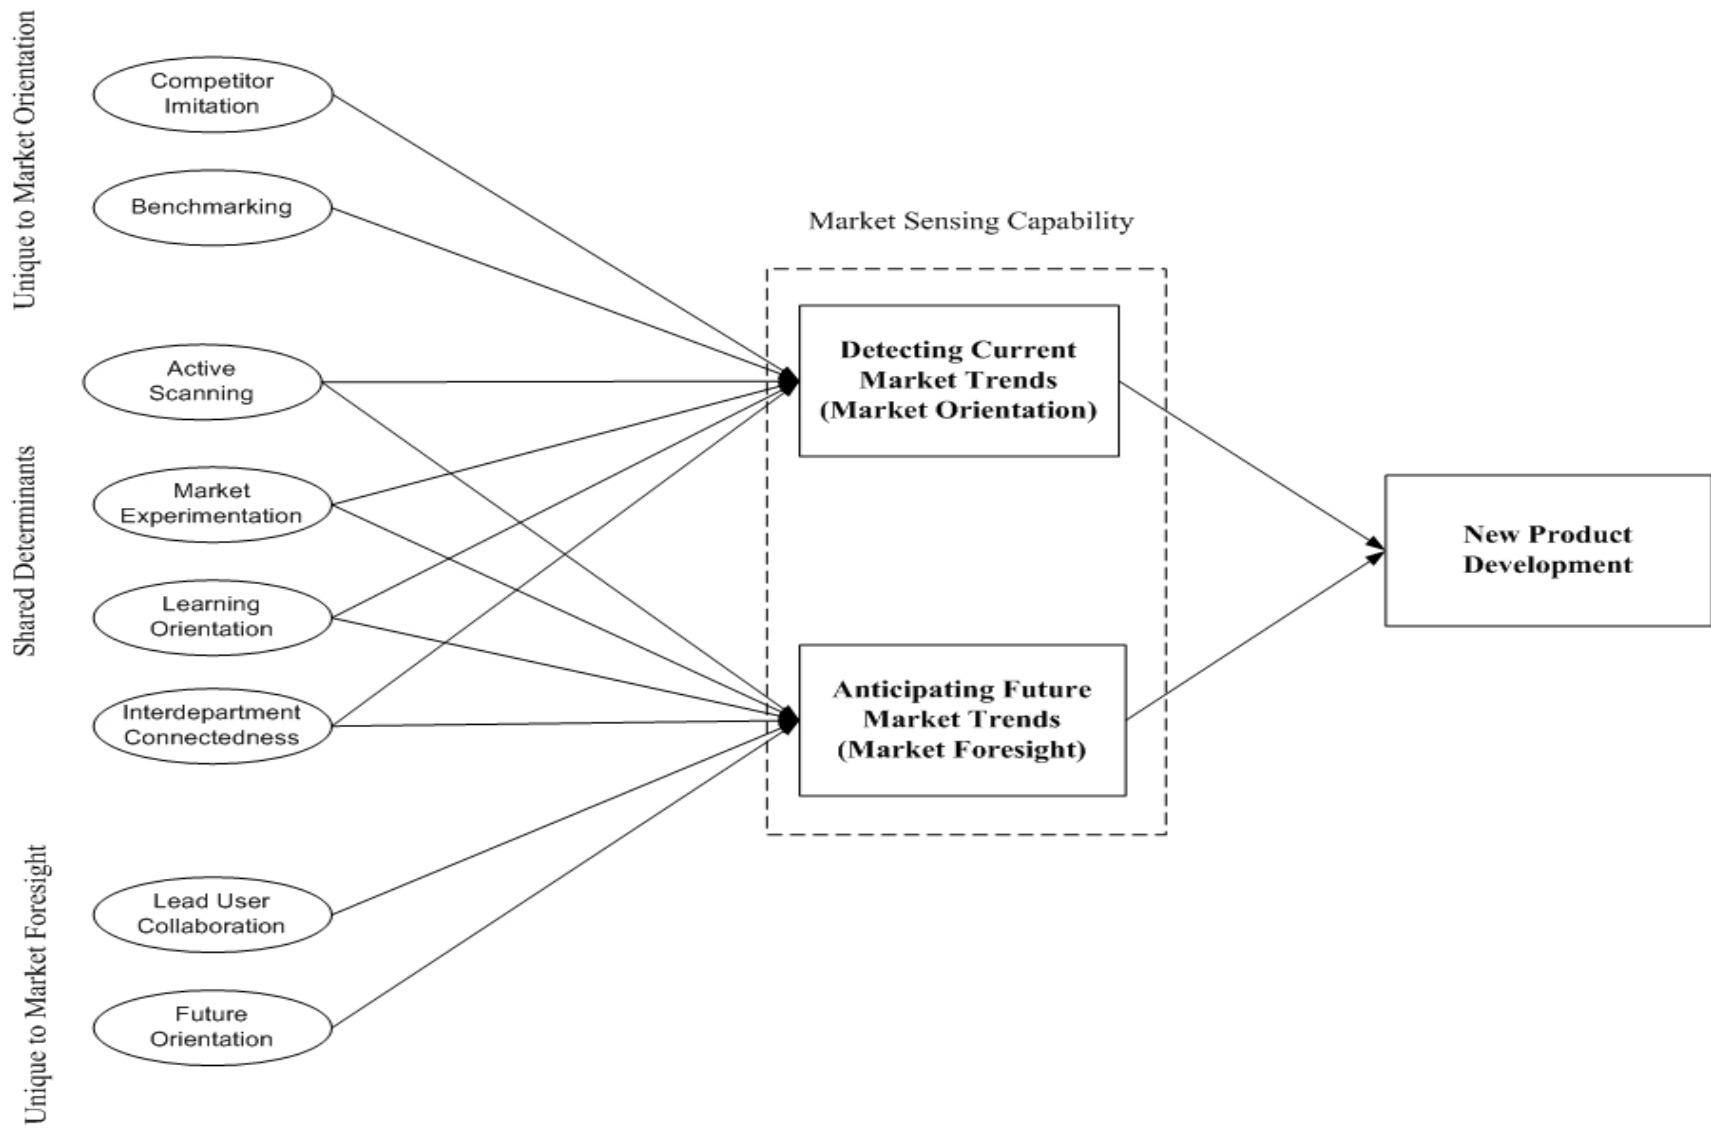 Unique to Market Orientation
Competitor
Imitation
Benchmarking
Shared Determinants
Active
Scanning
Market
Experimentation
Learning
Orientation
Interdepartment
Connectedness
Unique to Market Foresight
Lead User
Collaboration
Future
Orientation
Market Sensing Capability
Detecting Current
Market Trends
(Market Orientation)
Anticipating Future
Market Trends
(Market Foresight)
New Product
Development